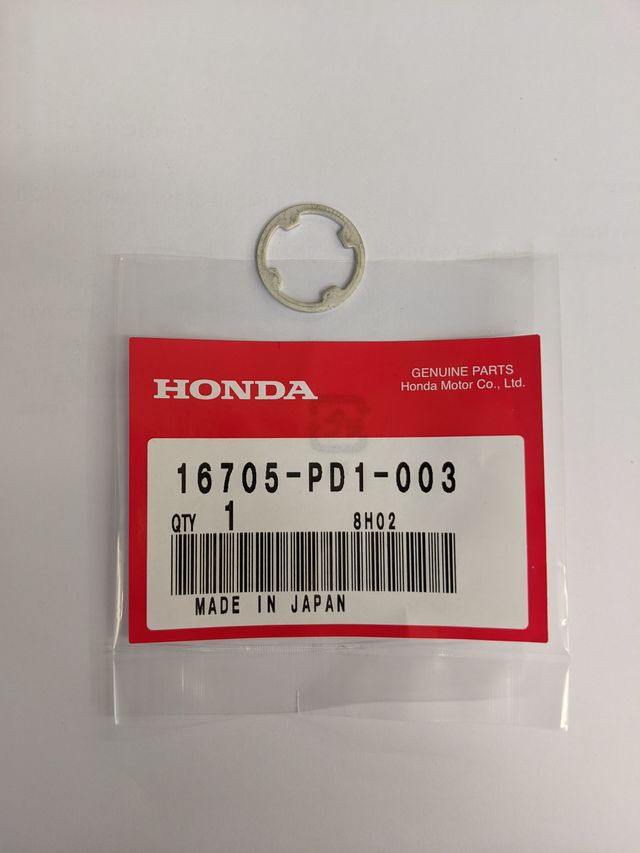 HONDA
GENUINE PARTS
Honda Motor Co., Ltd.
16705-PD1-003
QTY 1 8H02
MADE IN JAPAN